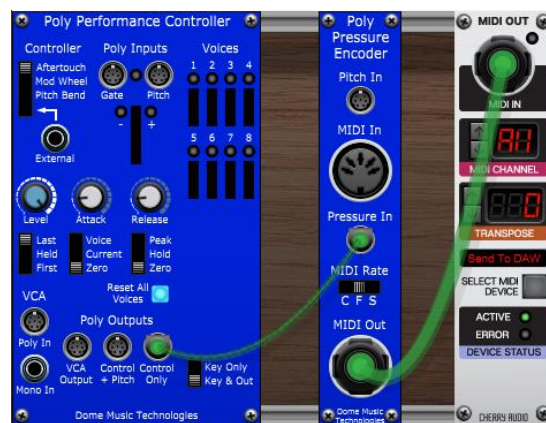 Poly Performance Controller
Controller
Aftertouch
Mod Wheel
Pitch Bend
External
Poly Inputs
Gate
Pitch
- +
Voices
1 2 3 4
5 6 7 8
Level
Attack
Release
Last
Held
First
Voice
Current
Zero
Peak
Hold
Zero
Reset All
Voices
VCA
Poly In
Mono In
Poly Outputs
VCA
Output
Control
+ Pitch
Control
Only
Key Only
Key & Out
Dome Music Technologies
Poly
Pressure
Encoder
Pitch In
MIDI In
Pressure In
MIDI Rate
C F S
MIDI Out
Dome Music
Technologies
MIDI OUT
MIDI IN
A1
MIDI CHANNEL
0
TRANSPOSE
Send To DAW
SELECT MIDI
DEVICE
ACTIVE
ERROR
DEVICE STATUS
CHERRY AUDIO